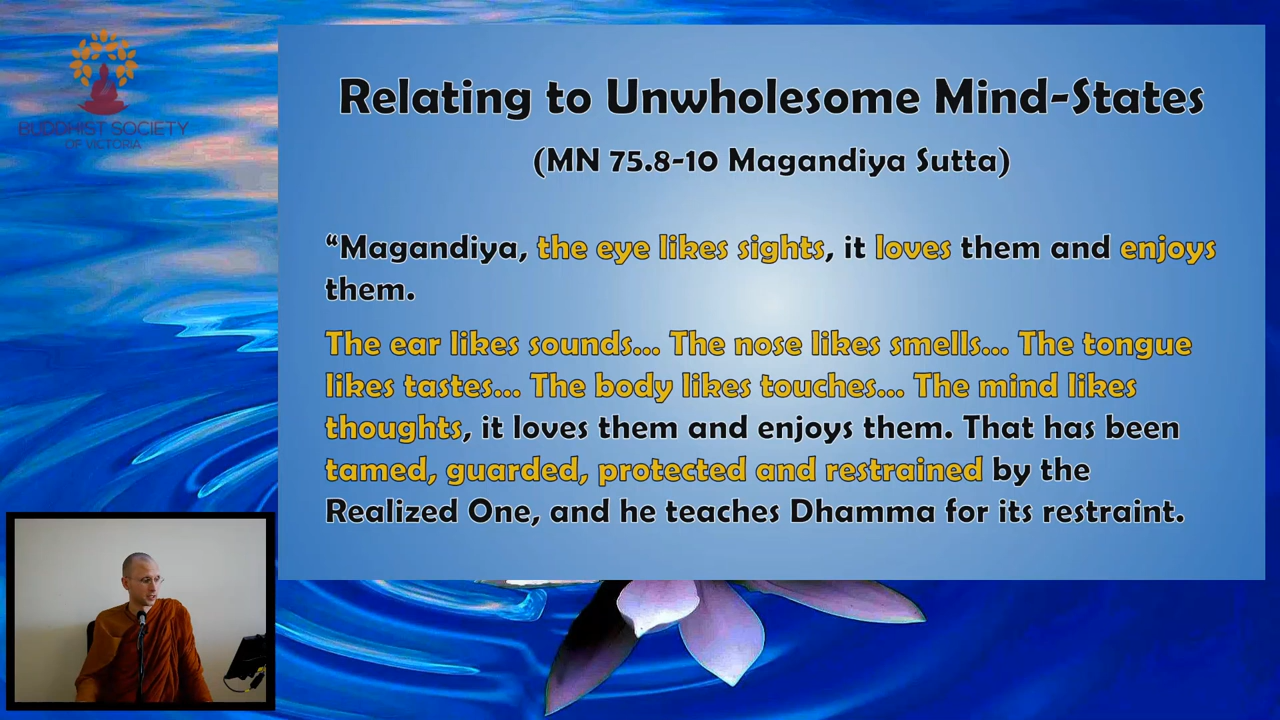 BUDDHIST SOCIETY
OF VICTORIA
Relating to Unwholesome Mind-States
(MN 75.8-10 Magandiya Sutta)
“Magandiya, the eye likes sights, it loves them and enjoys
them.
The ear likes sounds... The nose likes smells... The tongue
likes tastes... The body likes touches... The mind likes
thoughts, it loves them and enjoys them. That has been
tamed, guarded, protected and restrained by the
Realized One, and he teaches Dhamma for its restraint.